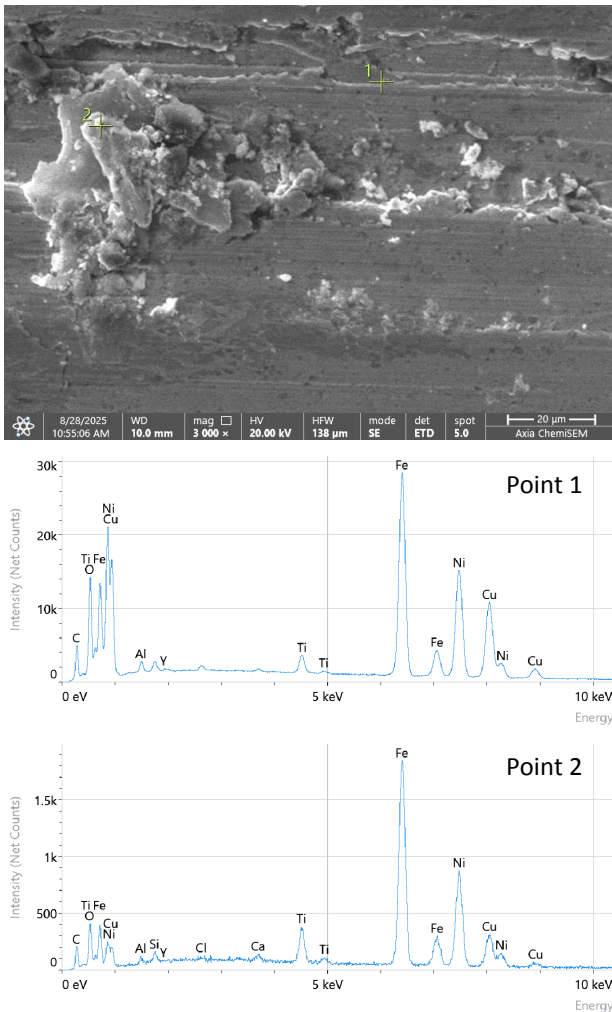 1
2
8/28/2025 WD mag HV HFW mode det spot 20 µm
10:55:06 AM 10.0 mm 3 000 × 20.00 kV 138 µm SE ETD 5.0 Axia ChemiSEM
Point 1
Intensity (Net Counts)
30k
20k
10k
0
C
Ti Fe
O
Ni
Cu
Al
Y
Ti
Ti
Fe
Fe
Ni
Cu
Ni
Cu
0 eV 5 keV 10 keV
Energy
Point 2
Intensity (Net Counts)
1.5k
1k
500
0
C
Ti Fe
O
Cu
Ni
Al
Si
Y
Cl
Ca
Ti
Ti
Fe
Fe
Ni
Cu
Ni
Cu
0 eV 5 keV 10 keV
Energy